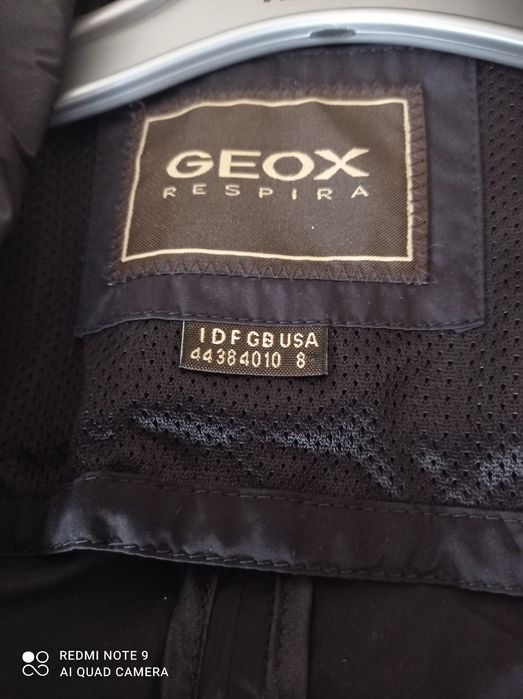 GEOX
RESPIRA
I D F GB USA
44 38 40 10 8
REDMI NOTE 9
AI QUAD CAMERA